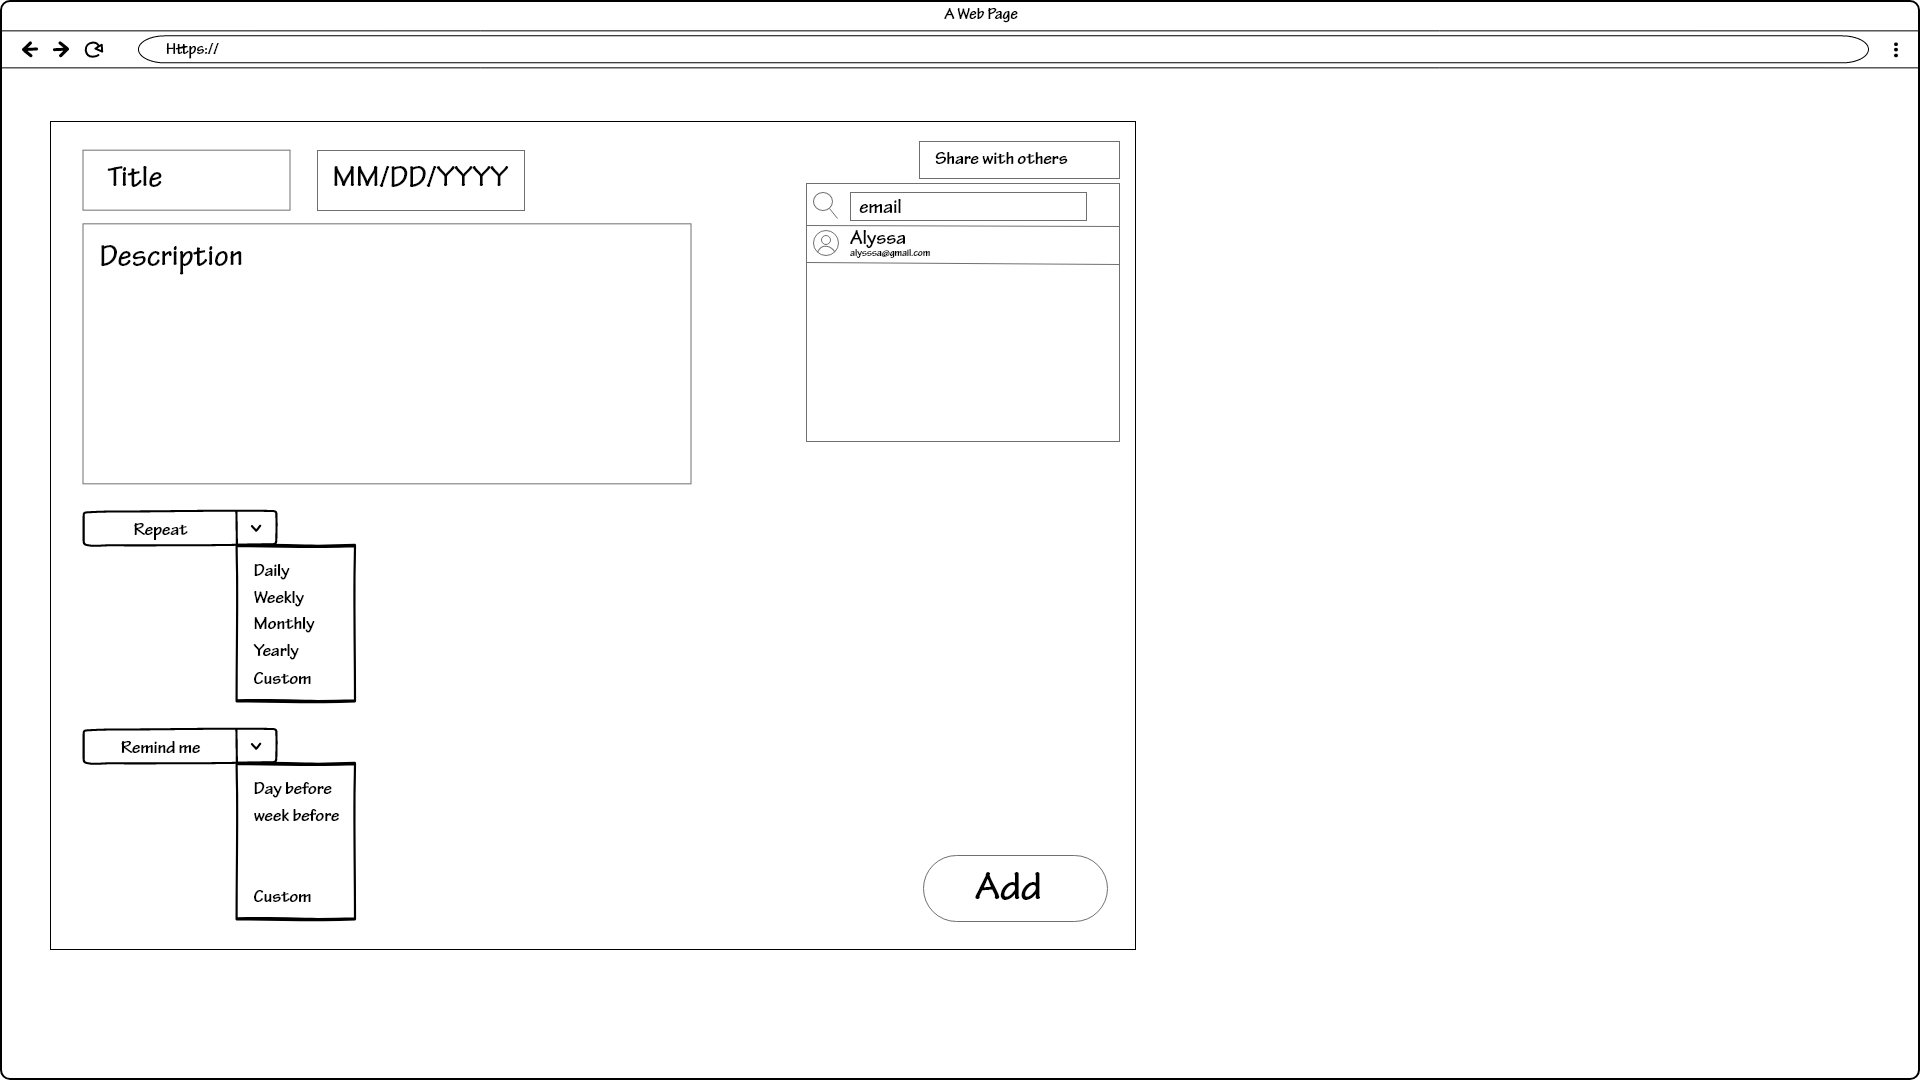 A Web Page
Https://
Title
MM/DD/YYYY
Share with others
email
Alyssa
alysssa@gmail.com
Description
Repeat
Daily
Weekly
Monthly
Yearly
Custom
Remind me
Day before
week before
Custom
Add